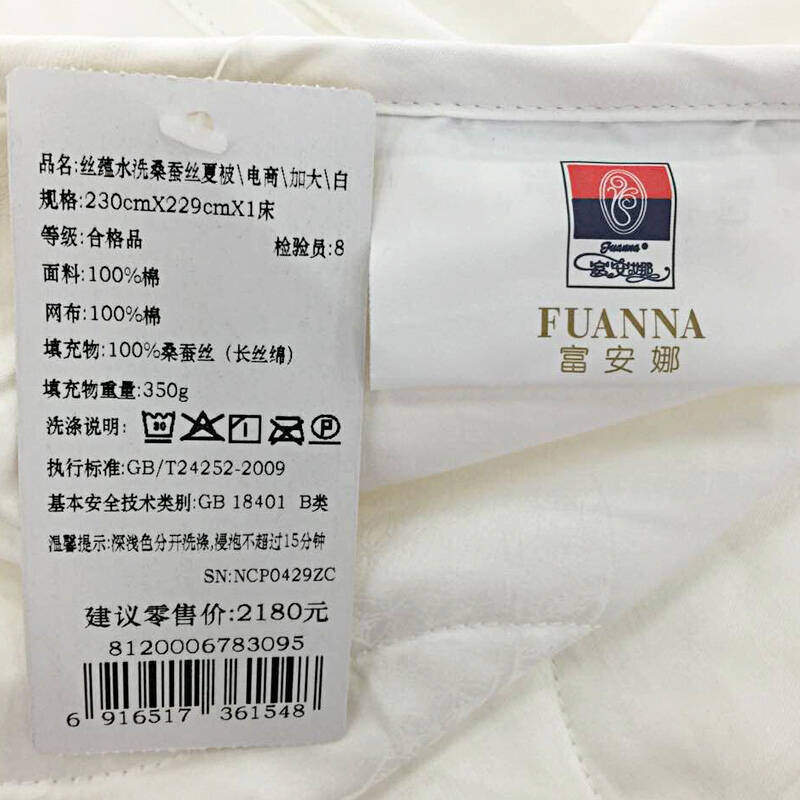 品名:丝蕴水洗桑蚕丝夏被\电商\加大\白
规格:230cmX229cmX1床
等级:合格品 检验员:8
面料:100%棉
网布:100%棉
填充物:100%桑蚕丝（长丝绵）
填充物重量:350g
洗涤说明: 30 P
执行标准:GB/T24252-2009
基本安全技术类别:GB 18401 B类
温馨提示:深浅色分开洗涤,浸抱不超过15分钟
SN:NCP0429ZC
建议零售价:2180元
8120006783095
6 916517 361548
Fuanna®
富安娜
FUANNA
富安娜